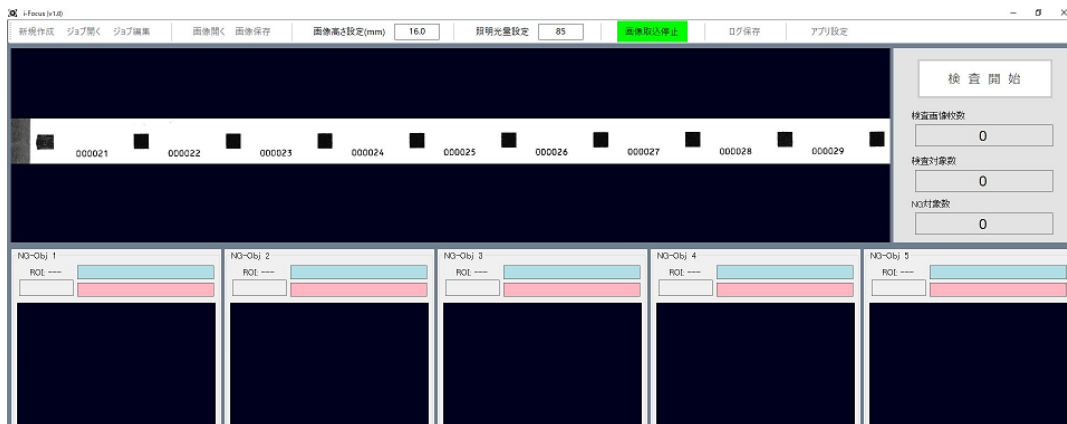 i-Focus (v1.0)
新規作成 ジョブ開く ジョブ編集 画像開く 画像保存 画像高さ設定(mm) 16.0 照明光量設定 85 画像取込停止 ログ保存 アプリ設定
検査開始
000021 000022 000023 000024 000025 000026 000027 000028 000029
検査画像枚数
0
検査対象数
0
NG対象数
0
NG-Obj 1 NG-Obj 2 NG-Obj 3 NG-Obj 4 NG-Obj 5
ROI: --- ROI: --- ROI: --- ROI: --- ROI: ---